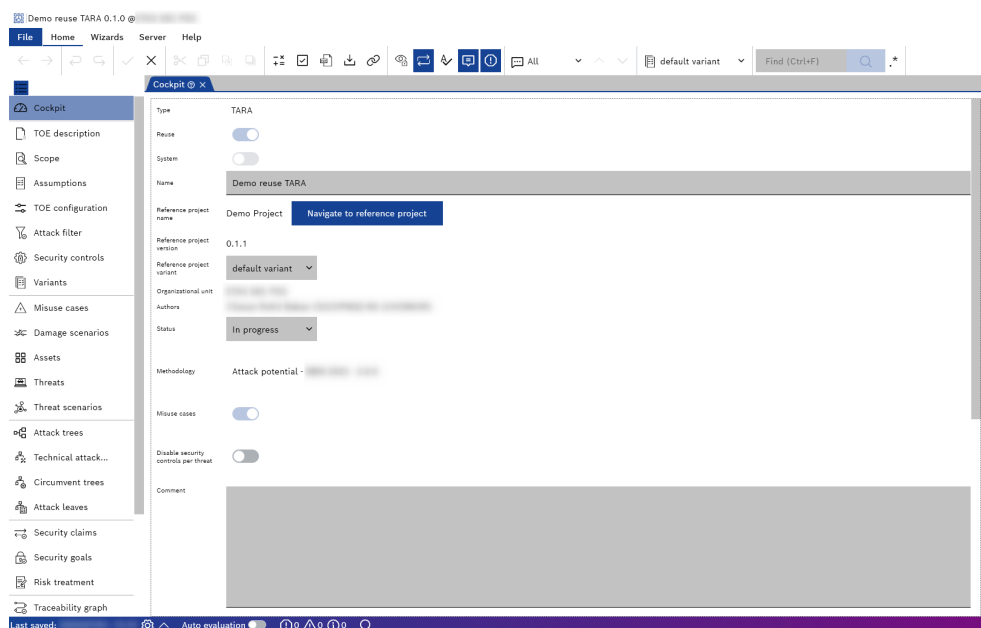 Demo reuse TARA 0.1.0 @
File Home Wizards Server Help
All default variant Find (Ctrl+F) .*
Cockpit
Cockpit
TOE description
Scope
Assumptions
TOE configuration
Attack filter
Security controls
Variants
Misuse cases
Damage scenarios
Assets
Threats
Threat scenarios
Attack trees
Technical attack...
Circumvent trees
Attack leaves
Security claims
Security goals
Risk treatment
Traceability graph
Type TARA
Reuse
System
Name Demo reuse TARA
Reference project
name
Demo Project Navigate to reference project
Reference project
version
0.1.1
Reference project
variant
default variant
Organizational unit
Authors
Status In progress
Methodology Attack potential -
Misuse cases
Disable security
controls per threat
Comment
Last saved: Auto evaluation 0 0 0